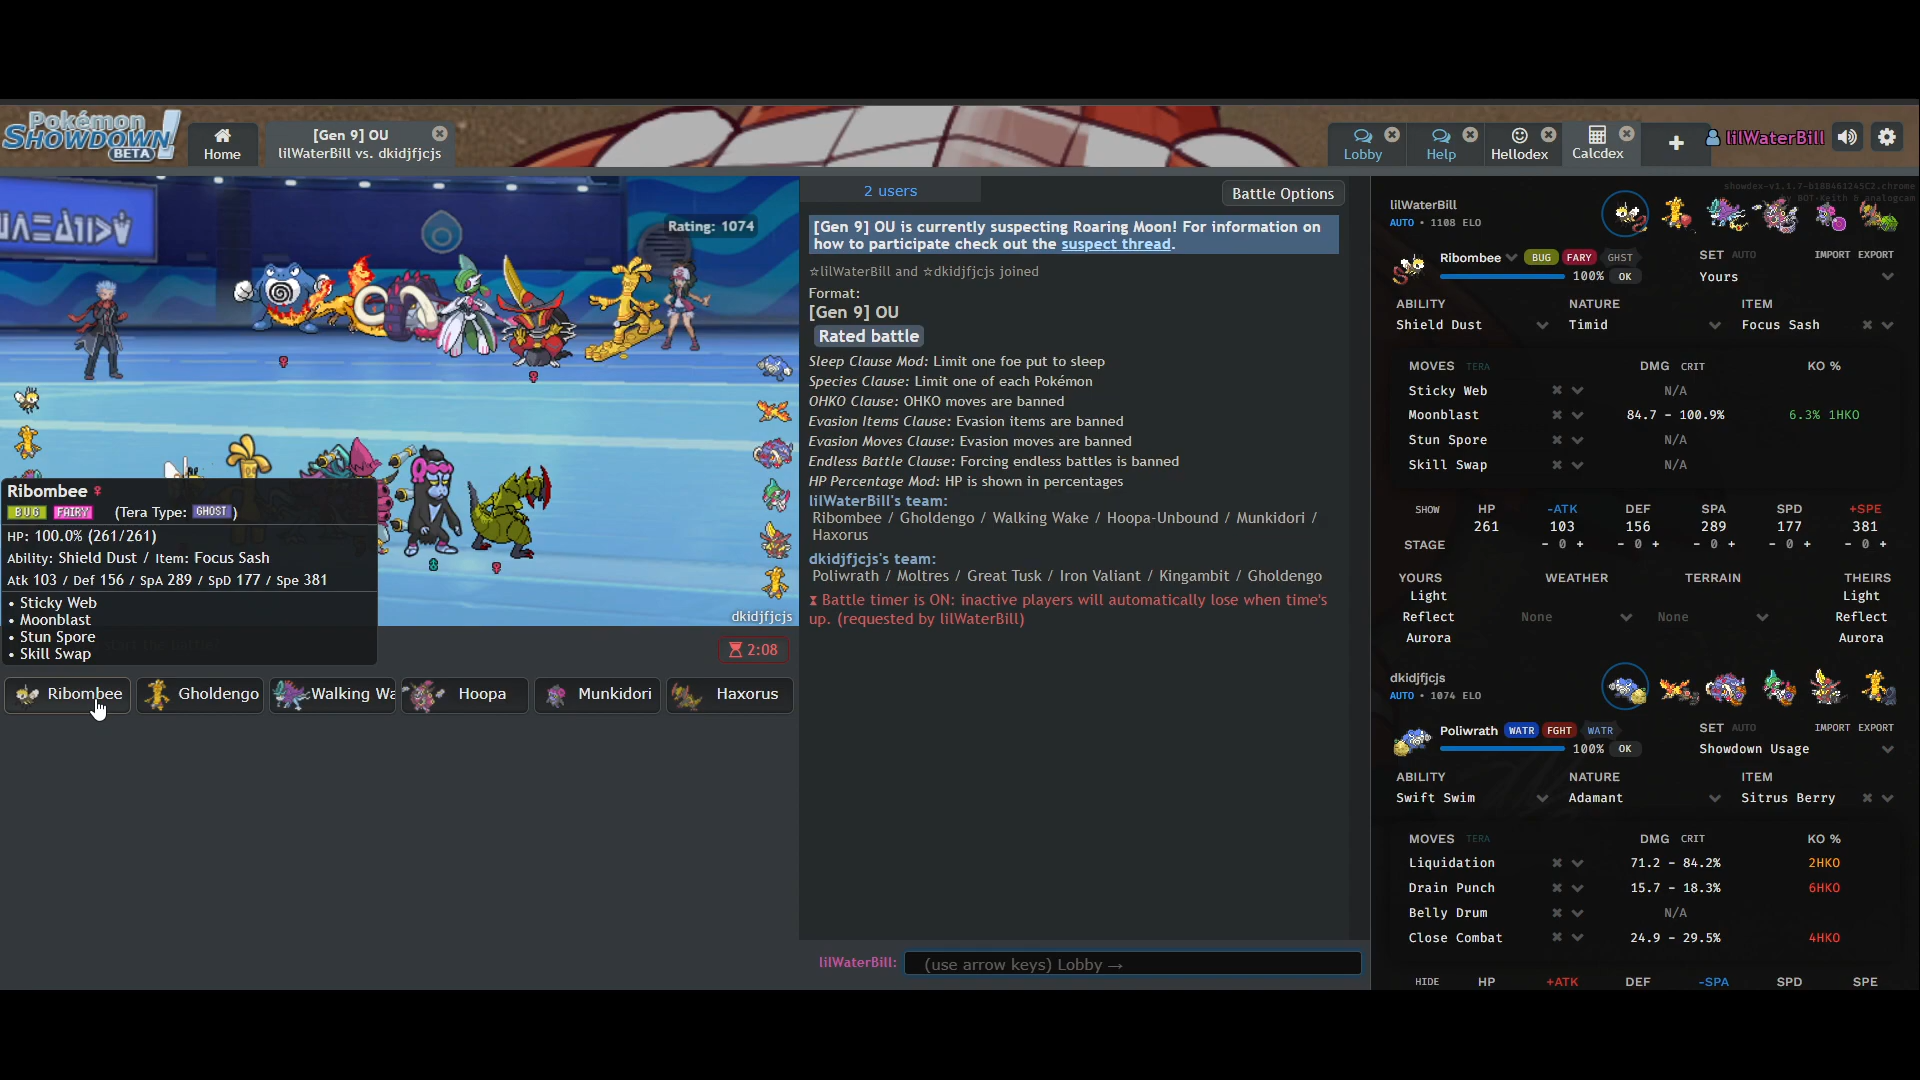 Pokémon
SHOWDOWN!
BETA
Home
[Gen 9] OU
lilWaterBill vs. dkidjfjcjs
Lobby
Help
Hellodex
Calcdex
lilWaterBill
Rating: 1074
Ribombee ♀
BUG FAIRY (Tera Type: GHOST)
HP: 100.0% (261/261)
Ability: Shield Dust / Item: Focus Sash
Atk 103 / Def 156 / SpA 289 / SpD 177 / Spe 381
• Sticky Web
• Moonblast
• Stun Spore
• Skill Swap
dkidjfjcjs
2:08
Ribombee
Gholdengo
Walking Wa
Hoopa
Munkidori
Haxorus
2 users
Battle Options
[Gen 9] OU is currently suspecting Roaring Moon! For information on
how to participate check out the suspect thread.
☆lilWaterBill and ☆dkidjfjcjs joined
Format:
[Gen 9] OU
Rated battle
Sleep Clause Mod: Limit one foe put to sleep
Species Clause: Limit one of each Pokémon
OHKO Clause: OHKO moves are banned
Evasion Items Clause: Evasion items are banned
Evasion Moves Clause: Evasion moves are banned
Endless Battle Clause: Forcing endless battles is banned
HP Percentage Mod: HP is shown in percentages
lilWaterBill's team:
Ribombee / Gholdengo / Walking Wake / Hoopa-Unbound / Munkidori /
Haxorus
dkidjfjcjs's team:
Poliwrath / Moltres / Great Tusk / Iron Valiant / Kingambit / Gholdengo
Battle timer is ON: inactive players will automatically lose when time's
up. (requested by lilWaterBill)
lilWaterBill:
(use arrow keys) Lobby →
lilWaterBill
AUTO • 1108 ELO
Ribombee BUG FARY GHST
100% OK
SET AUTO IMPORT EXPORT
Yours
ABILITY NATURE ITEM
Shield Dust Timid Focus Sash
MOVES TERA DMG CRIT KO %
Sticky Web N/A
Moonblast 84.7 - 100.9% 6.3% 1HKO
Stun Spore N/A
Skill Swap N/A
SHOW HP -ATK DEF SPA SPD +SPE
261 103 156 289 177 381
STAGE - 0 + - 0 + - 0 + - 0 + - 0 +
YOURS WEATHER TERRAIN THEIRS
Light Light
Reflect None None Reflect
Aurora Aurora
dkidjfjcjs
AUTO • 1074 ELO
Poliwrath WATR FGHT WATR
100% OK
SET AUTO IMPORT EXPORT
Showdown Usage
ABILITY NATURE ITEM
Swift Swim Adamant Sitrus Berry
MOVES TERA DMG CRIT KO %
Liquidation 71.2 - 84.2% 2HKO
Drain Punch 15.7 - 18.3% 6HKO
Belly Drum N/A
Close Combat 24.9 - 29.5% 4HKO
HIDE HP +ATK DEF -SPA SPD SPE